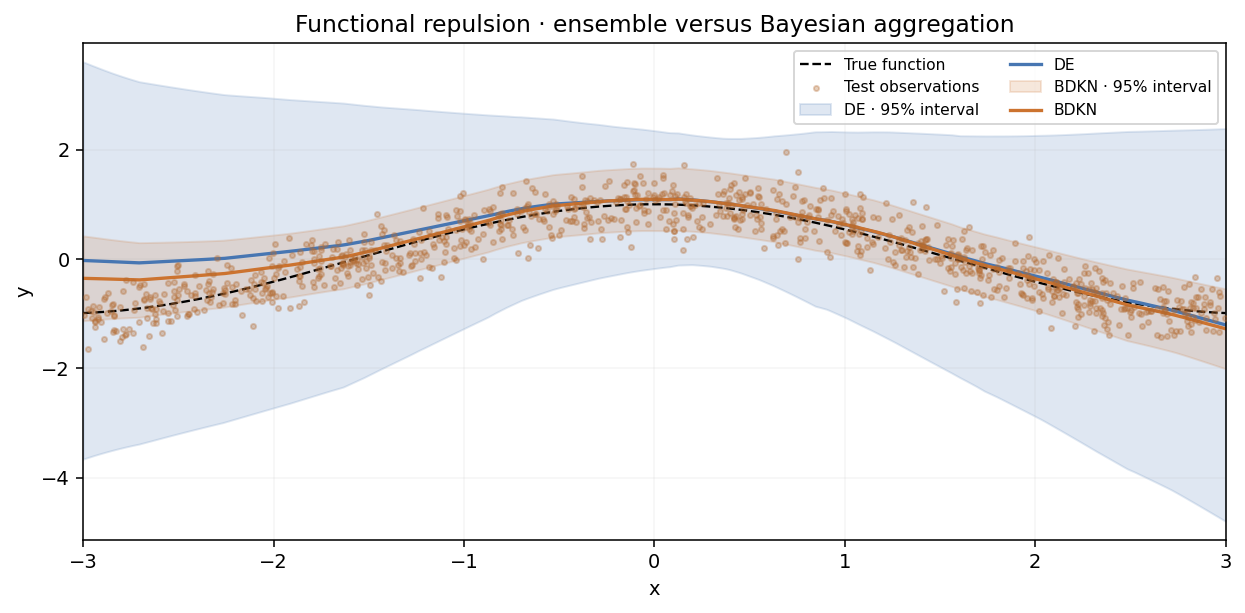 Functional repulsion · ensemble versus Bayesian aggregation
True function
Test observations
DE · 95% interval
DE
BDKN · 95% interval
BDKN
y
2
0
−2
−4
−3
−2
−1
0
1
2
3
x